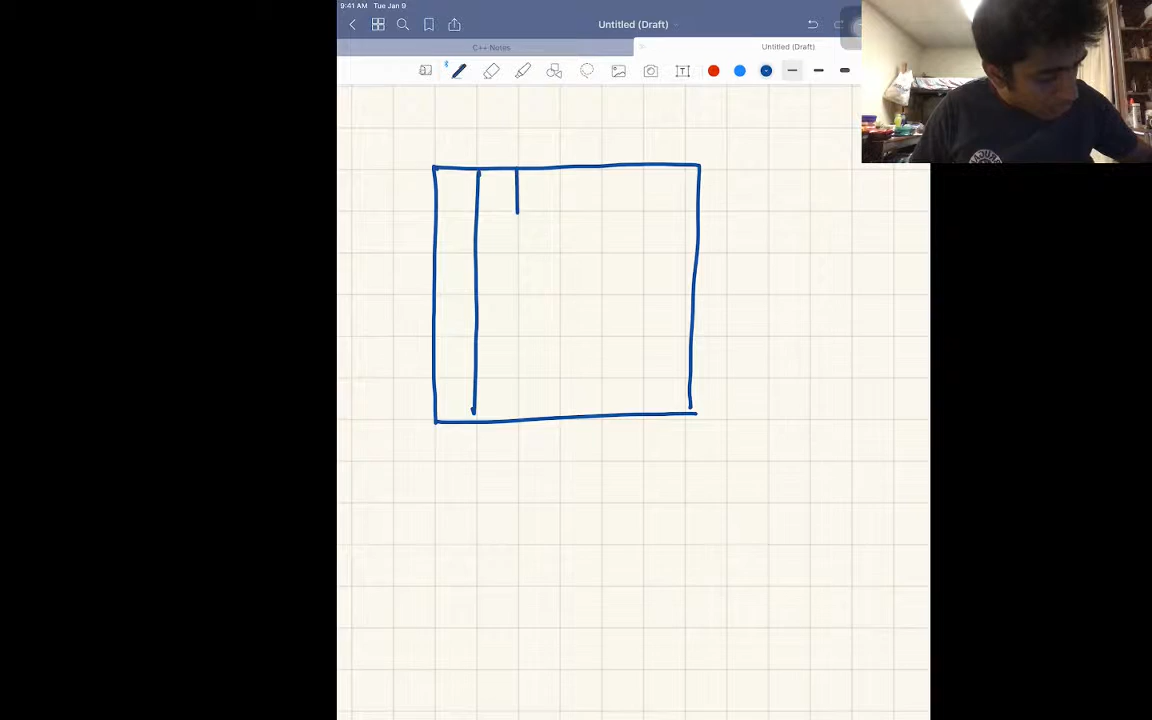 9:41 AM Tue Jan 9
Untitled (Draft)
C++ Notes
Untitled (Draft)
T